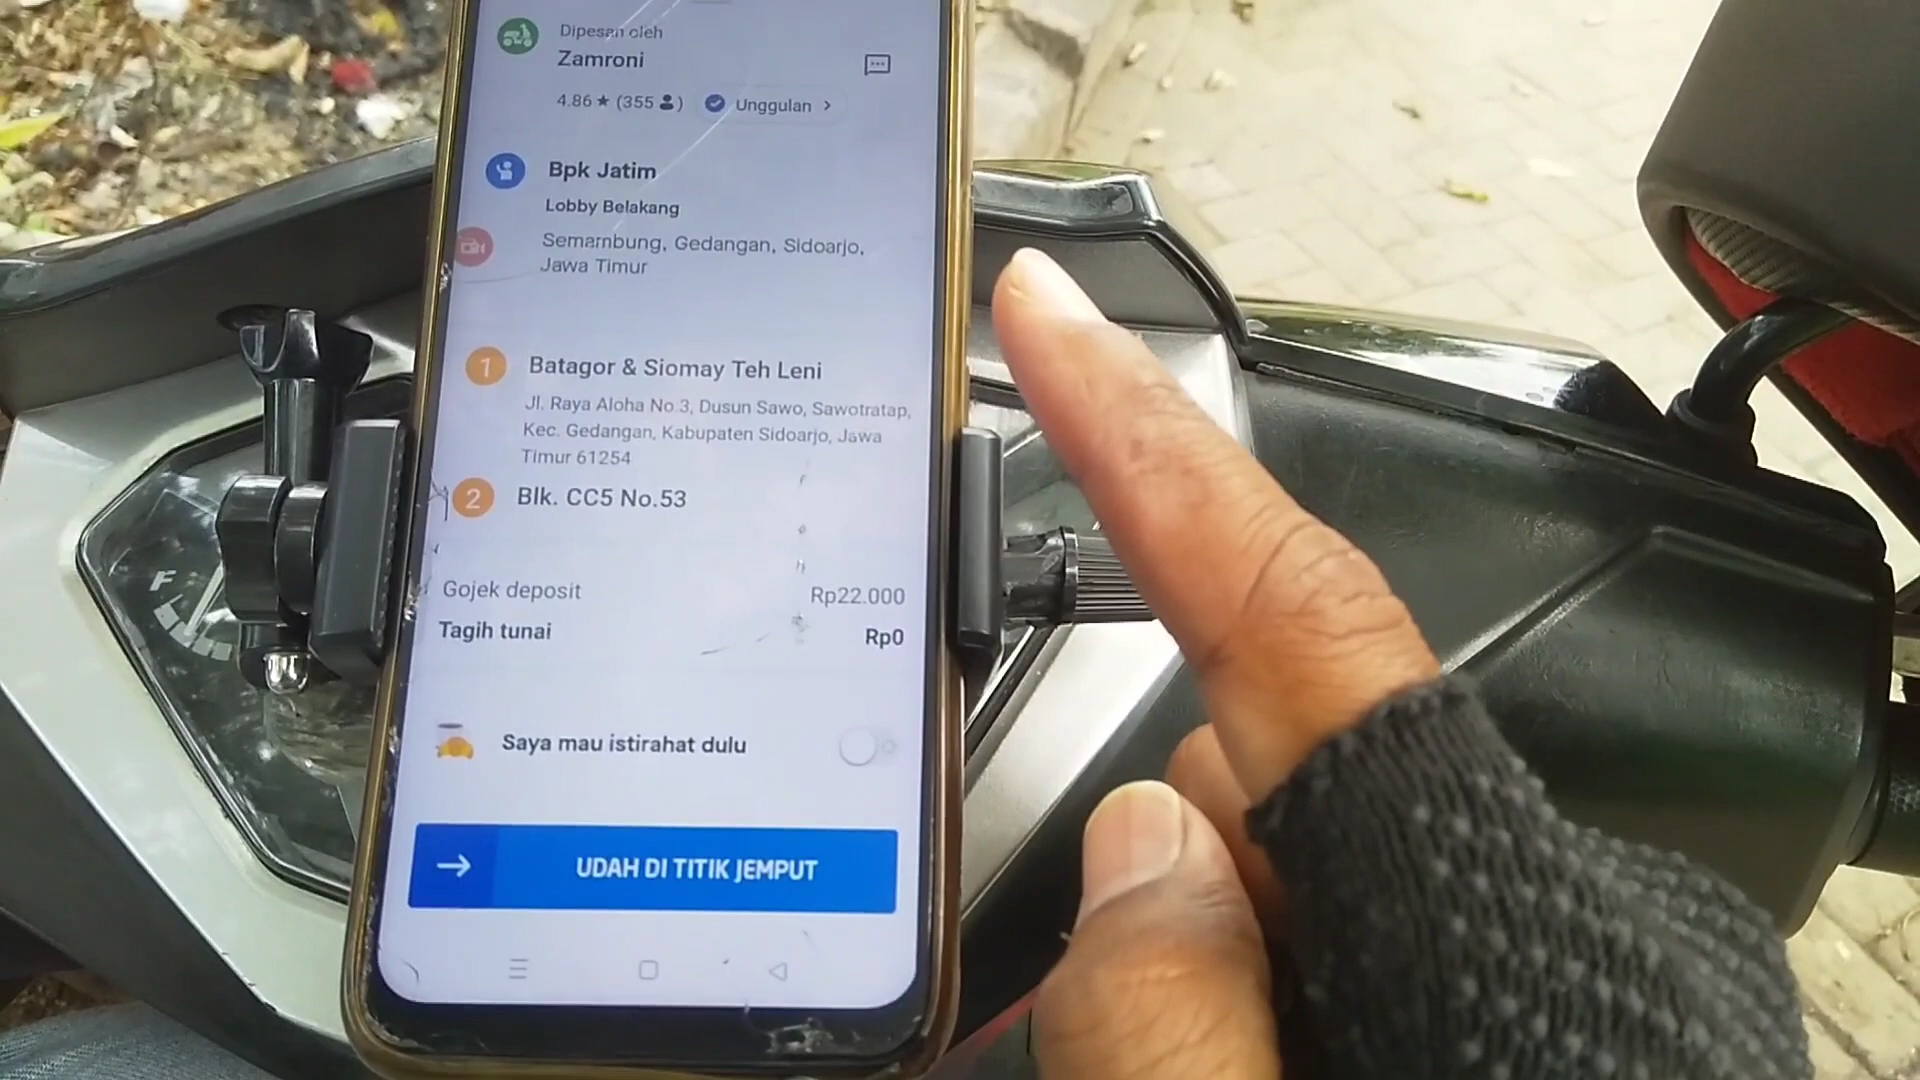 Dipesan oleh
Zamroni
4.86 ★ (355 )
Unggulan >
Bpk Jatim
Lobby Belakang
Semambung, Gedangan, Sidoarjo,
Jawa Timur
1
Batagor & Siomay Teh Leni
Jl. Raya Aloha No.3, Dusun Sawo, Sawotratap,
Kec. Gedangan, Kabupaten Sidoarjo, Jawa
Timur 61254
2
Blk. CC5 No.53
Gojek deposit
Rp22.000
Tagih tunai
Rp0
Saya mau istirahat dulu
UDAH DI TITIK JEMPUT
F